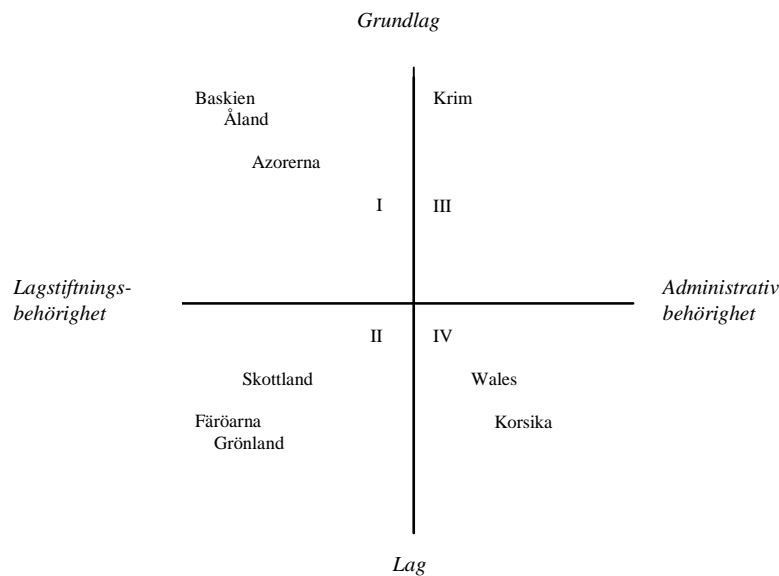 Grundlag
Baskien
Krim
Åland
Azorerna
I
III
Lagstiftnings-
behörighet
Administrativ
behörighet
II
IV
Skottland
Wales
Färöarna
Korsika
Grönland
Lag